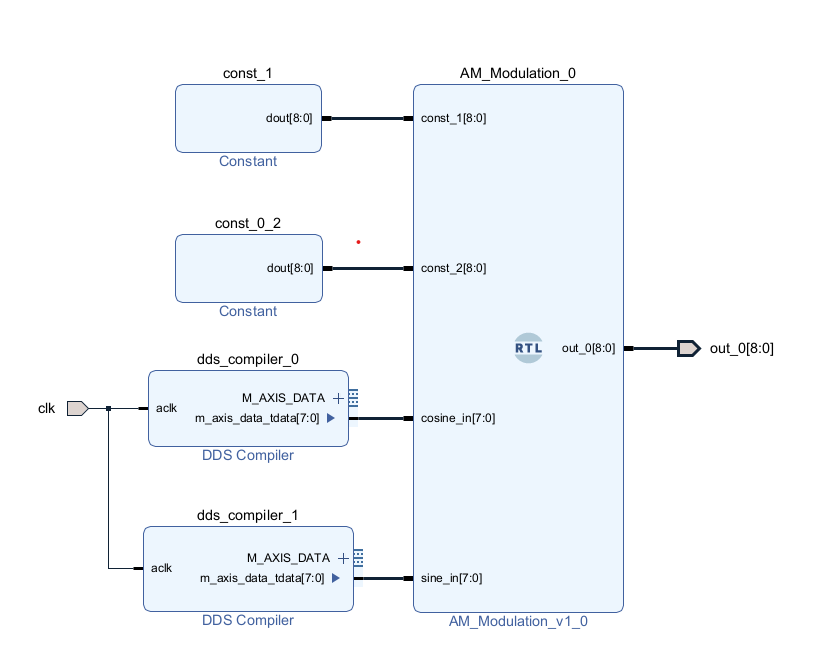 const_1
AM_Modulation_0
dout[8:0]
const_1[8:0]
Constant
const_0_2
dout[8:0]
const_2[8:0]
Constant
RTL
out_0[8:0]
out_0[8:0]
dds_compiler_0
clk
aclk
M_AXIS_DATA
m_axis_data_tdata[7:0]
cosine_in[7:0]
DDS Compiler
dds_compiler_1
aclk
M_AXIS_DATA
m_axis_data_tdata[7:0]
sine_in[7:0]
DDS Compiler
AM_Modulation_v1_0